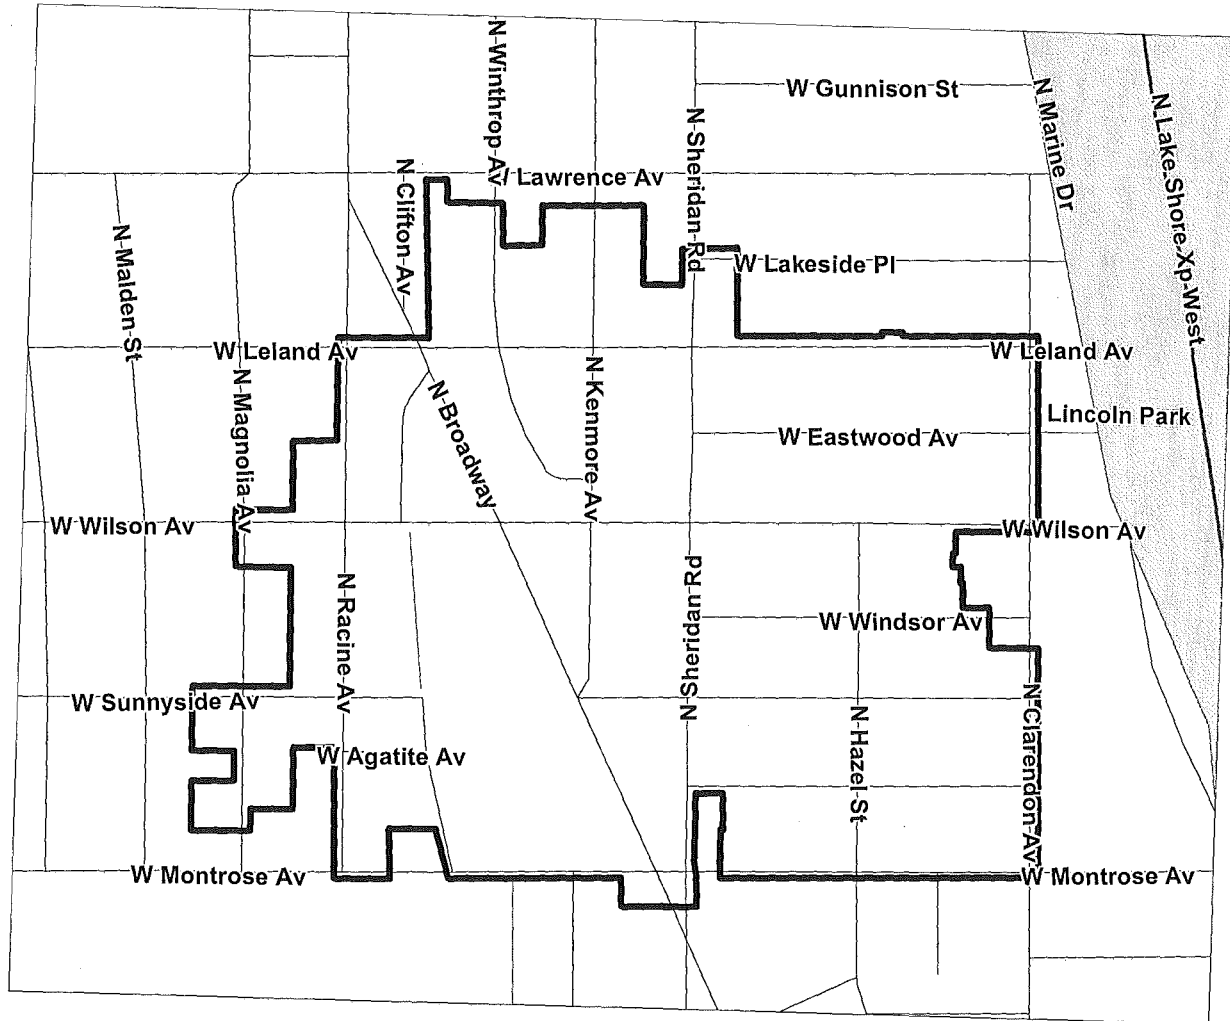 N Winthrop Av
W Gunnison St
N Marine Dr
N Lake Shore Xp West
N Sheridan Rd
N Clifton Av
Lawrence Av
N Malden St
W Lakeside Pl
W Leland Av
W Leland Av
N Magnolia Av
N Broadway
N Kenmore Av
Lincoln Park
W Eastwood Av
W Wilson Av
W Wilson Av
N Racine Av
N Sheridan Rd
W Windsor Av
W Sunnyside Av
N Hazel St
N Clarendon Av
W Agatite Av
W Montrose Av
W Montrose Av